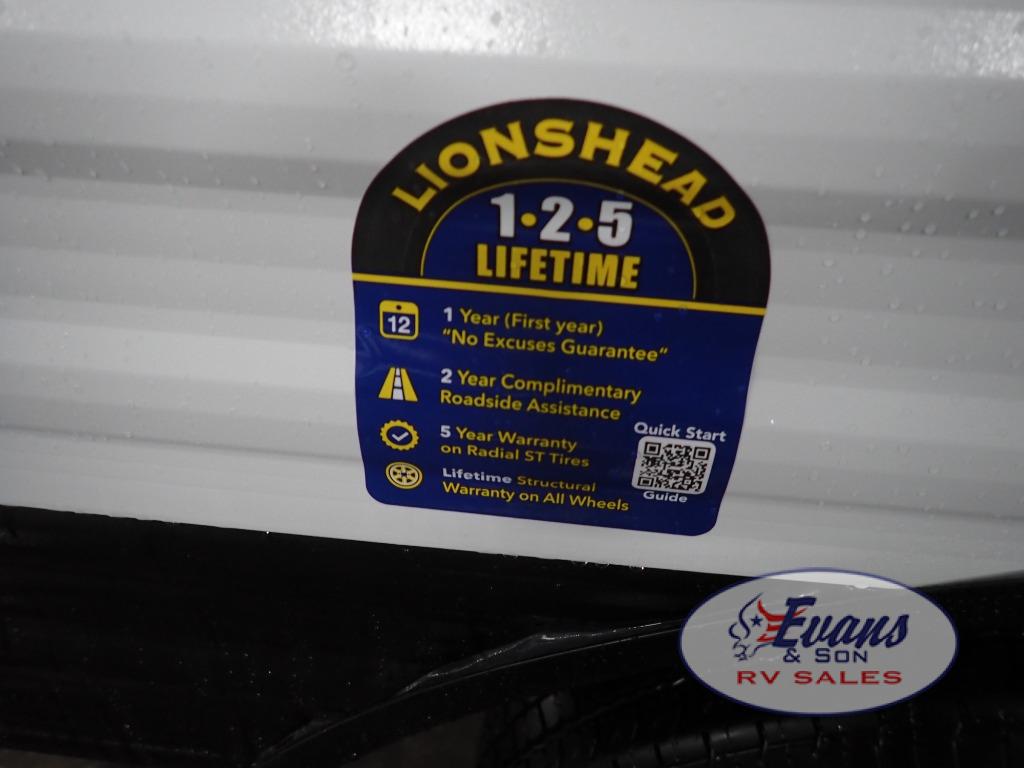 LIONSHEAD
1•2•5
LIFETIME
12
1 Year (First year)
"No Excuses Guarantee"
2 Year Complimentary
Roadside Assistance
5 Year Warranty
on Radial ST Tires
Lifetime Structural
Warranty on All Wheels
Quick Start
Guide
Evans
& SON
RV SALES